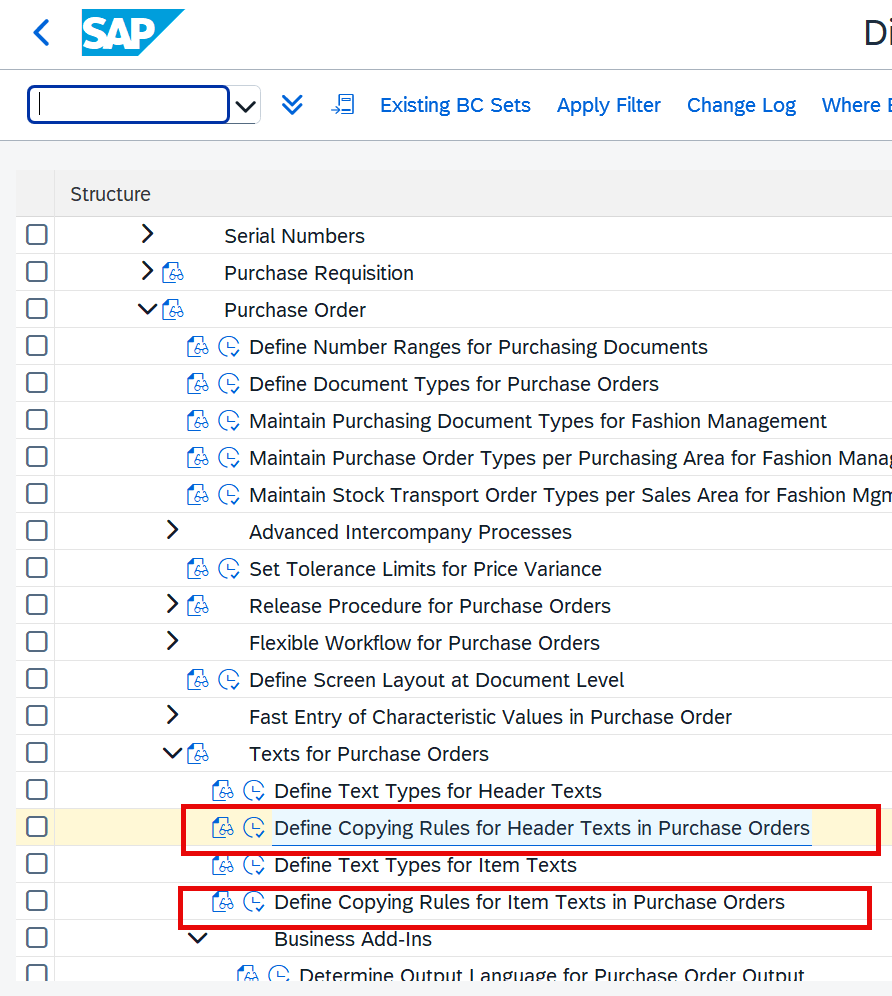 SAP
Di
Existing BC Sets Apply Filter Change Log Where
Structure
Serial Numbers
Purchase Requisition
Purchase Order
Define Number Ranges for Purchasing Documents
Define Document Types for Purchase Orders
Maintain Purchasing Document Types for Fashion Management
Maintain Purchase Order Types per Purchasing Area for Fashion Manag
Maintain Stock Transport Order Types per Sales Area for Fashion Mgm
Advanced Intercompany Processes
Set Tolerance Limits for Price Variance
Release Procedure for Purchase Orders
Flexible Workflow for Purchase Orders
Define Screen Layout at Document Level
Fast Entry of Characteristic Values in Purchase Order
Texts for Purchase Orders
Define Text Types for Header Texts
Define Copying Rules for Header Texts in Purchase Orders
Define Text Types for Item Texts
Define Copying Rules for Item Texts in Purchase Orders
Business Add-Ins
Determine Output Language for Purchase Order Output